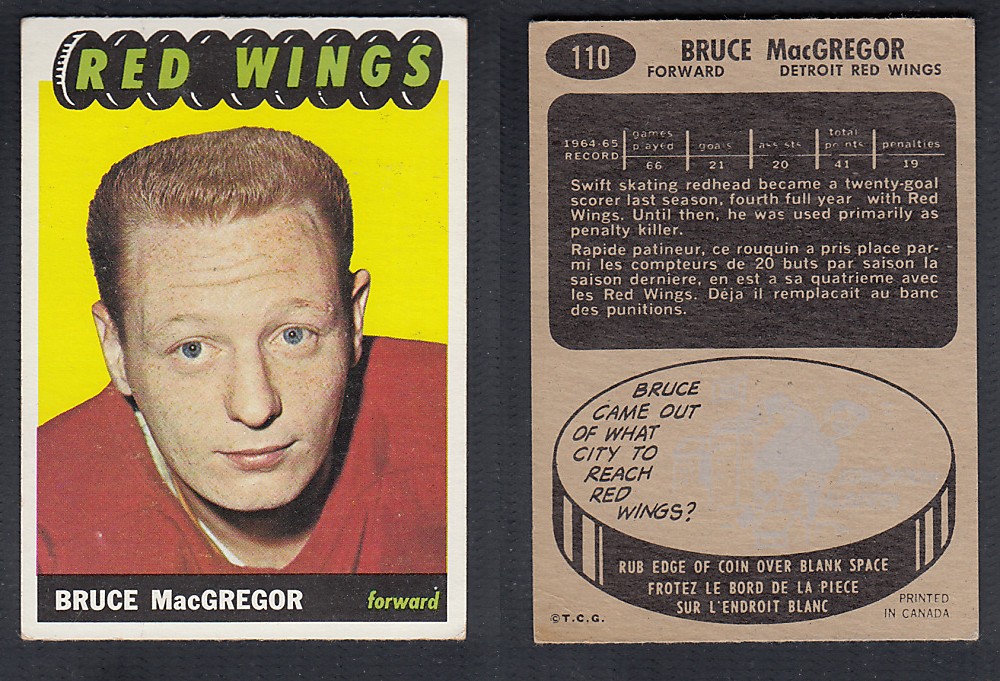 RED WINGS
BRUCE MacGREGOR forward
110 BRUCE MacGREGOR
FORWARD DETROIT RED WINGS
games total
1964-65 played goals assists points penalties
RECORD 66 21 20 41 19
Swift skating redhead became a twenty-goal
scorer last season, fourth full year with Red
Wings. Until then, he was used primarily as
penalty killer.
Rapide patineur, ce rouquin a pris place par-
mi les compteurs de 20 buts par saison la
saison derniere, en est a sa quatrieme avec
les Red Wings. Déja il remplacait au banc
des punitions.
BRUCE
CAME OUT
OF WHAT
CITY TO
REACH
RED
WINGS?
RUB EDGE OF COIN OVER BLANK SPACE
FROTEZ LE BORD DE LA PIECE
SUR L'ENDROIT BLANC
PRINTED
IN CANADA
©T.C.G.